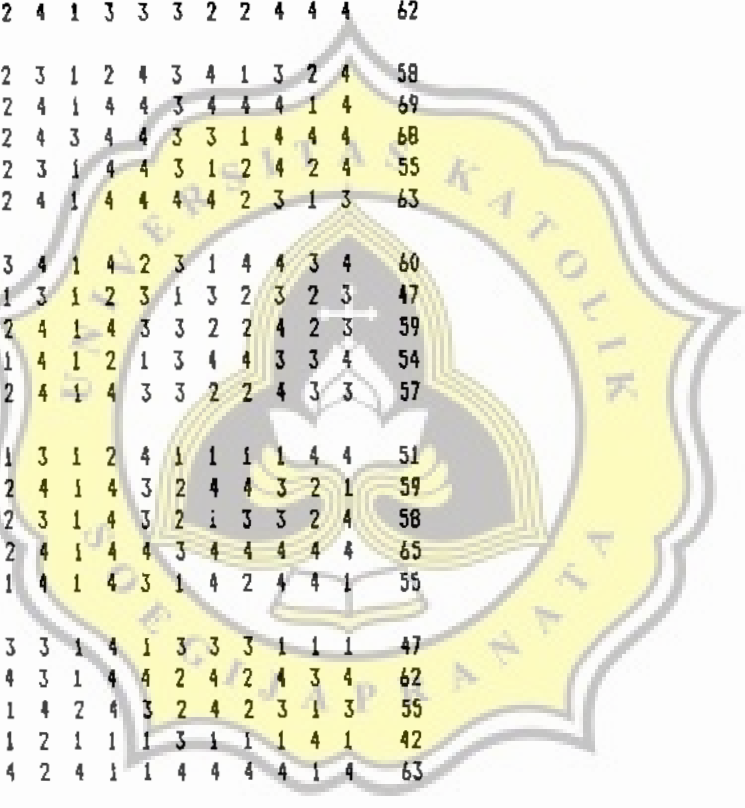 2 4 1 3 3 3 2 2 4 4 4 62
2 3 1 2 4 3 4 1 3 2 4 58
2 4 1 4 4 3 4 4 4 1 4 69
2 4 3 4 4 3 3 1 4 4 4 68
2 3 1 4 4 3 1 2 4 2 4 55
2 4 1 4 4 4 4 2 3 1 3 63
3 4 1 4 2 3 1 4 4 3 4 60
1 3 1 2 3 1 3 2 3 2 3 47
2 4 1 4 3 3 2 2 4 2 3 59
1 4 1 2 1 3 4 4 3 3 4 54
2 4 1 4 3 3 2 2 4 3 3 57
1 3 1 2 4 1 1 1 1 4 4 51
2 4 1 4 3 2 4 4 3 2 1 59
2 3 1 4 3 2 1 3 3 2 4 58
2 4 1 4 4 3 4 4 4 4 4 65
1 4 1 4 3 1 4 2 4 4 1 55
3 3 1 4 1 3 3 3 1 1 1 47
4 3 1 4 4 2 4 2 4 3 4 62
1 4 2 4 3 2 4 2 3 1 3 55
1 2 1 1 1 3 1 1 1 4 1 42
4 2 4 1 1 4 4 4 4 1 4 63
UNIVERSITAS KATOLIK
SOEGIJAPRANATA